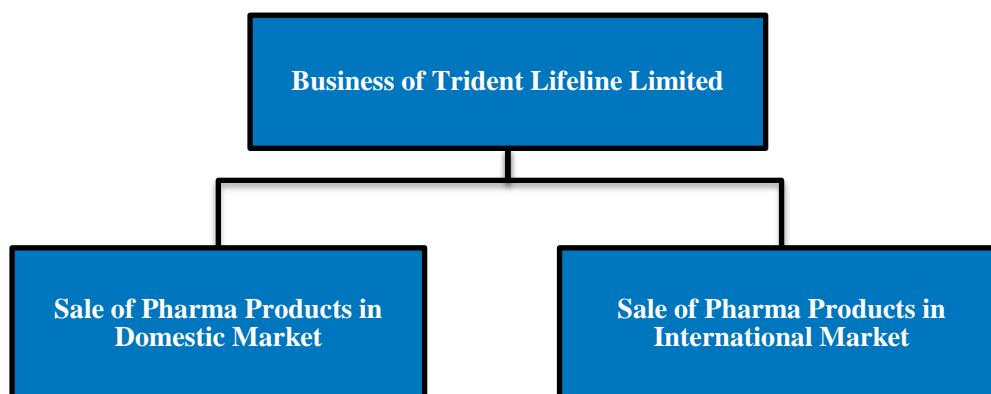 Business of Trident Lifeline Limited
Sale of Pharma Products in
Domestic Market
Sale of Pharma Products in
International Market